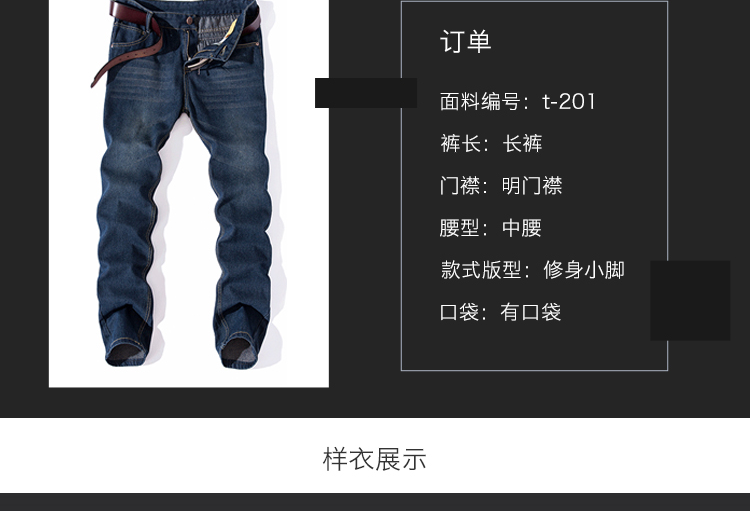 订单
面料编号：t-201
裤长：长裤
门襟：明门襟
腰型：中腰
款式版型：修身小脚
口袋：有口袋
样衣展示